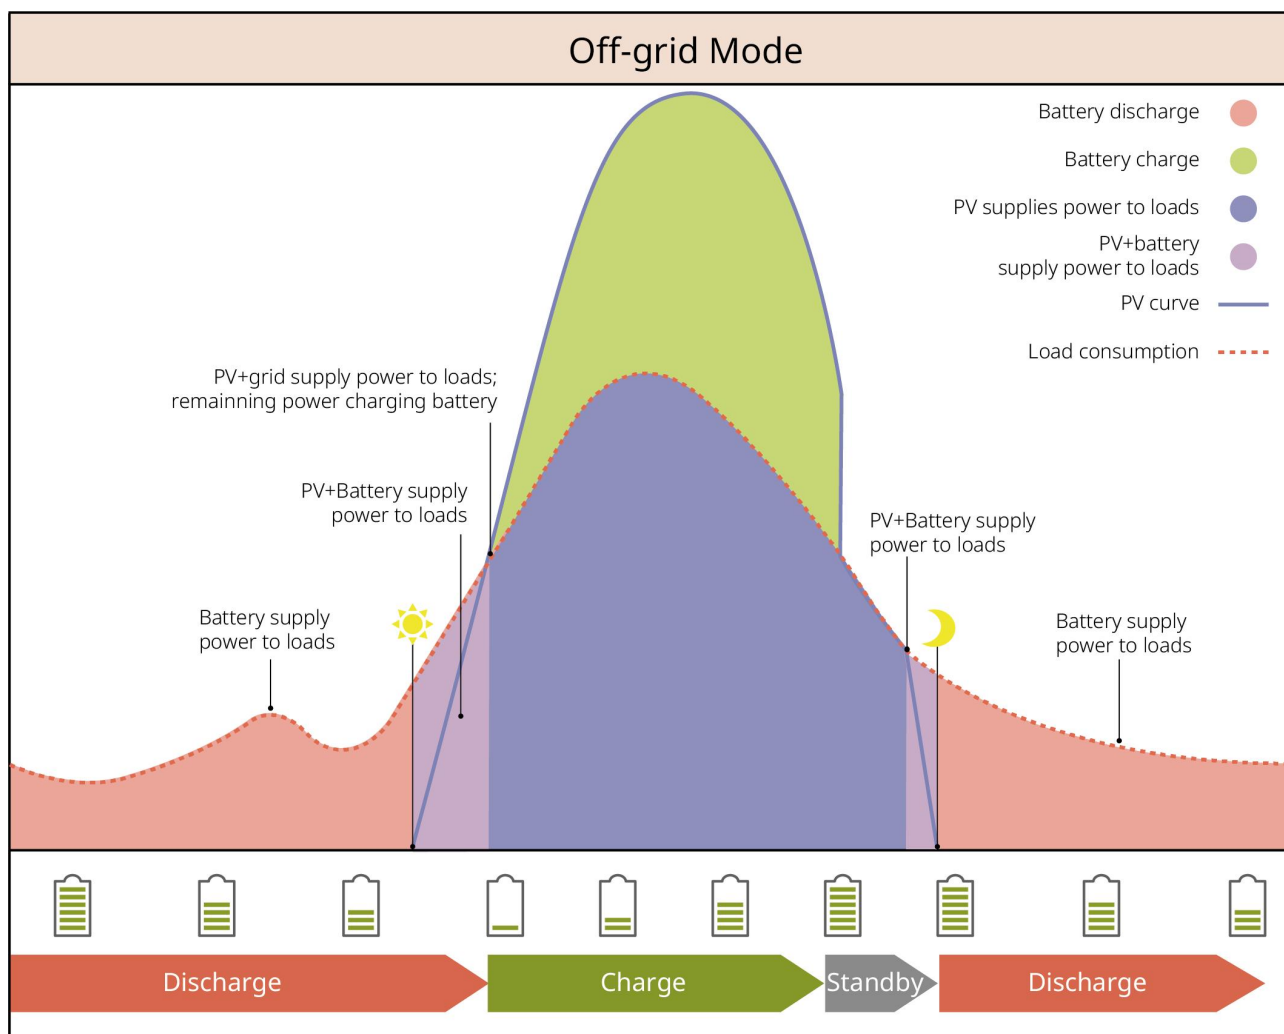 Off-grid Mode
Battery discharge
Battery charge
PV supplies power to loads
PV+battery
supply power to loads
PV curve
Load consumption
PV+grid supply power to loads;
remainning power charging battery
PV+Battery supply
power to loads
PV+Battery supply
power to loads
Battery supply
power to loads
Battery supply
power to loads
Discharge
Charge
Standby
Discharge